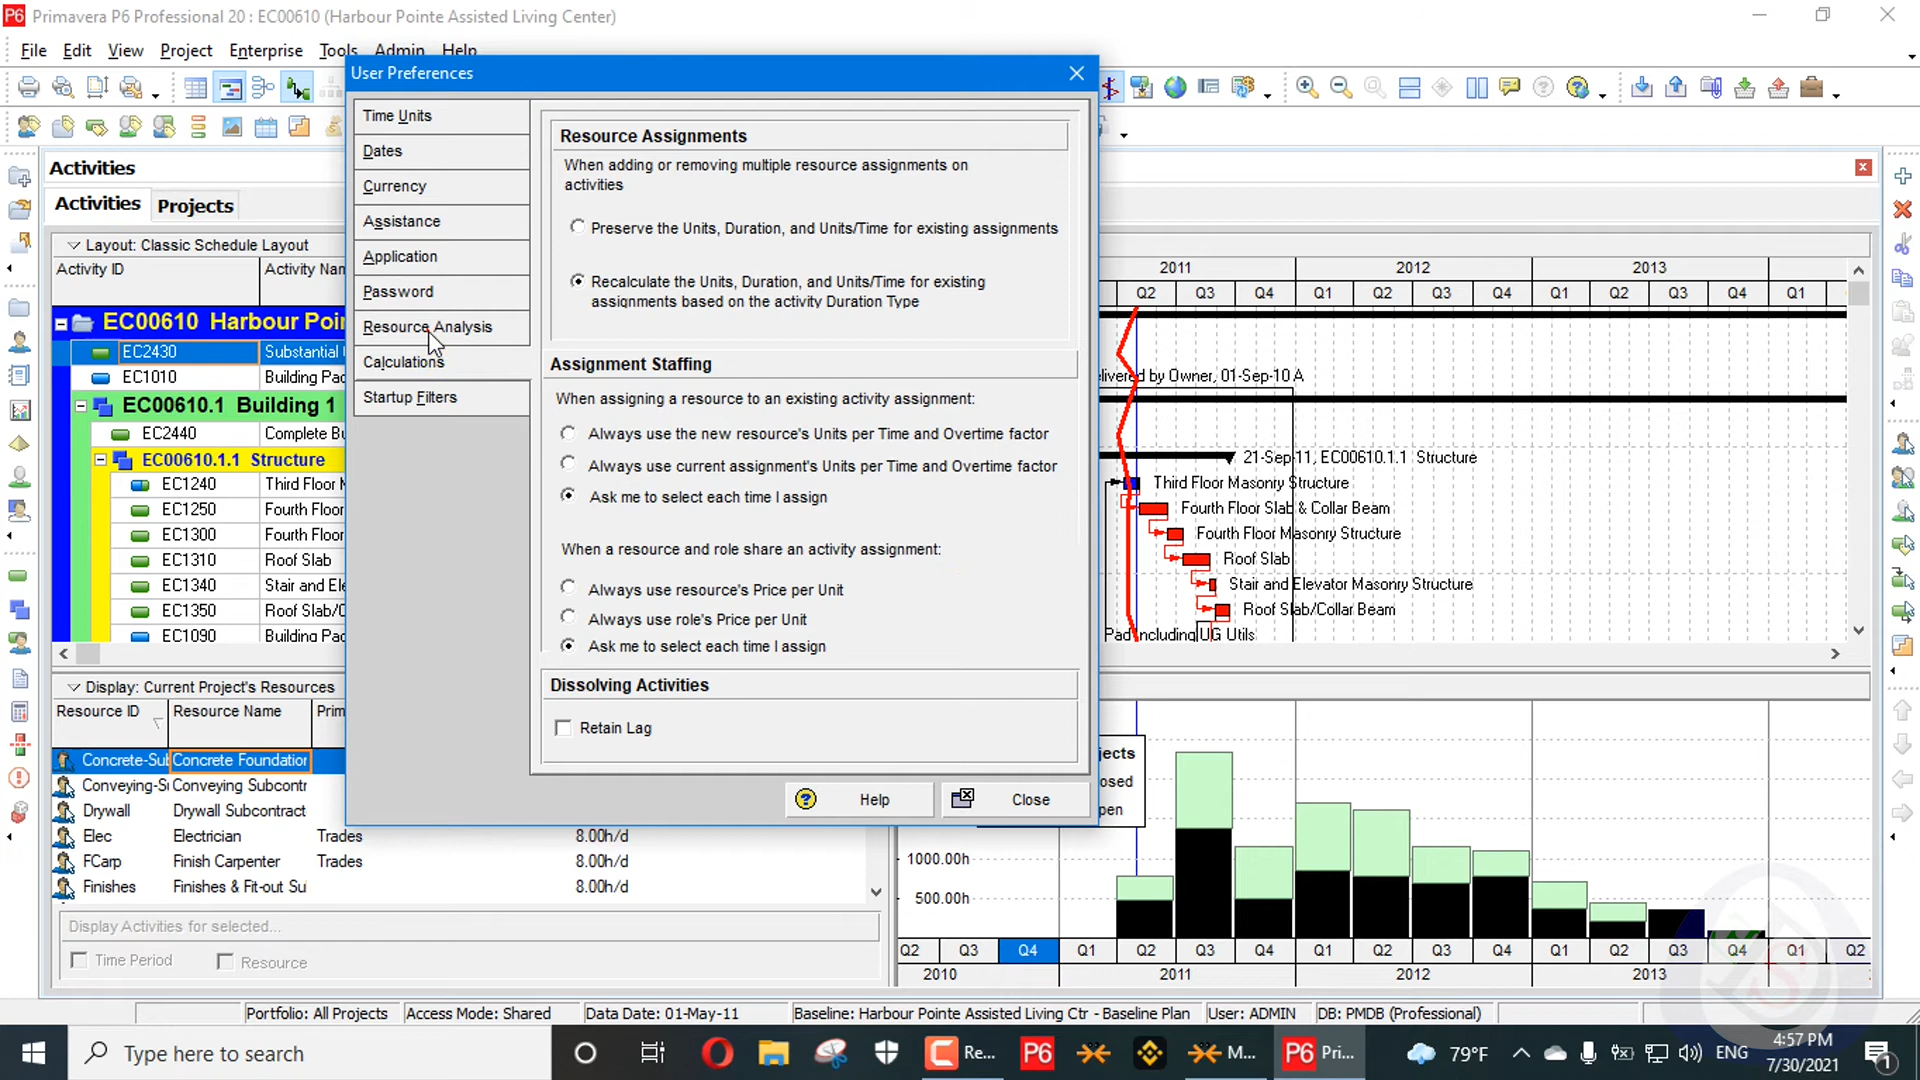 Primavera P6 Professional 20 : EC00610 (Harbour Pointe Assisted Living Center)
File Edit View Project Enterprise Tools Admin Help
User Preferences
Time Units
Dates
Currency
Assistance
Application
Password
Resource Analysis
Calculations
Startup Filters
Resource Assignments
When adding or removing multiple resource assignments on
activities
Preserve the Units, Duration, and Units/Time for existing assignments
Recalculate the Units, Duration, and Units/Time for existing
assignments based on the activity Duration Type
Assignment Staffing
When assigning a resource to an existing activity assignment:
Always use the new resource's Units per Time and Overtime factor
Always use current assignment's Units per Time and Overtime factor
Ask me to select each time I assign
When a resource and role share an activity assignment:
Always use resource's Price per Unit
Always use role's Price per Unit
Ask me to select each time I assign
Dissolving Activities
Retain Lag
Help Close
Activities
Activities Projects
Layout: Classic Schedule Layout
Activity ID Activity Nan
EC00610 Harbour Poi
EC2430 Substantial
EC1010 Building Pac
EC00610.1 Building 1
EC2440 Complete Bu
EC00610.1.1 Structure
EC1240 Third Floor M
EC1250 Fourth Floor
EC1300 Fourth Floor
EC1310 Roof Slab
EC1340 Stair and Ele
EC1350 Roof Slab/C
EC1090 Building Pac
2011 2012 2013
Q2 Q3 Q4 Q1 Q2 Q3 Q4 Q1 Q2 Q3 Q4 Q1
livered by Owner, 01-Sep-10 A
21-Sep-11, EC00610.1.1 Structure
Third Floor Masonry Structure
Fourth Floor Slab & Collar Beam
Fourth Floor Masonry Structure
Roof Slab
Stair and Elevator Masonry Structure
Roof Slab/Collar Beam
Pad including UG Utils
Display: Current Project's Resources
Resource ID Resource Name Prim
Concrete-Sul Concrete Foundation
Conveying-S Conveying Subcontr
Drywall Drywall Subcontract
Elec Electrician Trades 8.00h/d
FCarp Finish Carpenter Trades 8.00h/d
Finishes Finishes & Fit-out Su 8.00h/d
Display Activities for selected...
Time Period Resource
jects
osed
pen
1000.00h
500.00h
Q2 Q3 Q4 Q1 Q2 Q3 Q4 Q1 Q2 Q3 Q4 Q1 Q2 Q3 Q4 Q1 Q2
2010 2011 2012 2013
Portfolio: All Projects Access Mode: Shared Data Date: 01-May-11 Baseline: Harbour Pointe Assisted Living Ctr - Baseline Plan User: ADMIN DB: PMDB (Professional)
Type here to search
Re... P6 M... P6 Pri...
79°F ENG
4:57 PM
7/30/2021
1